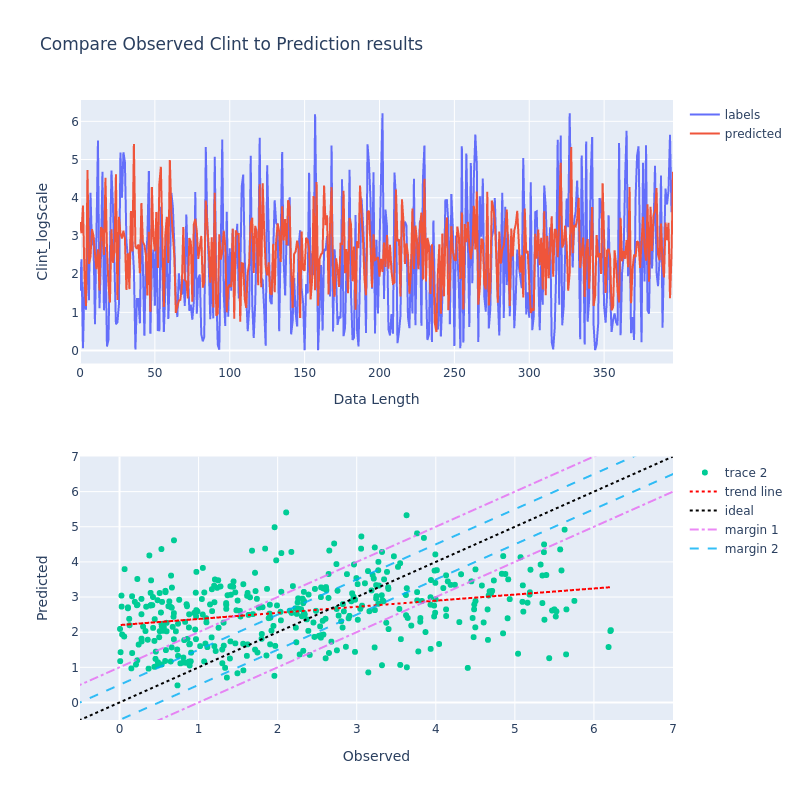 Compare Observed Clint to Prediction results
6
5
4
3
2
1
0
Clint_logScale
0 50 100 150 200 250 300 350
Data Length
labels
predicted
7
6
5
4
3
2
1
0
Predicted
0 1 2 3 4 5 6 7
Observed
trace 2
trend line
ideal
margin 1
margin 2